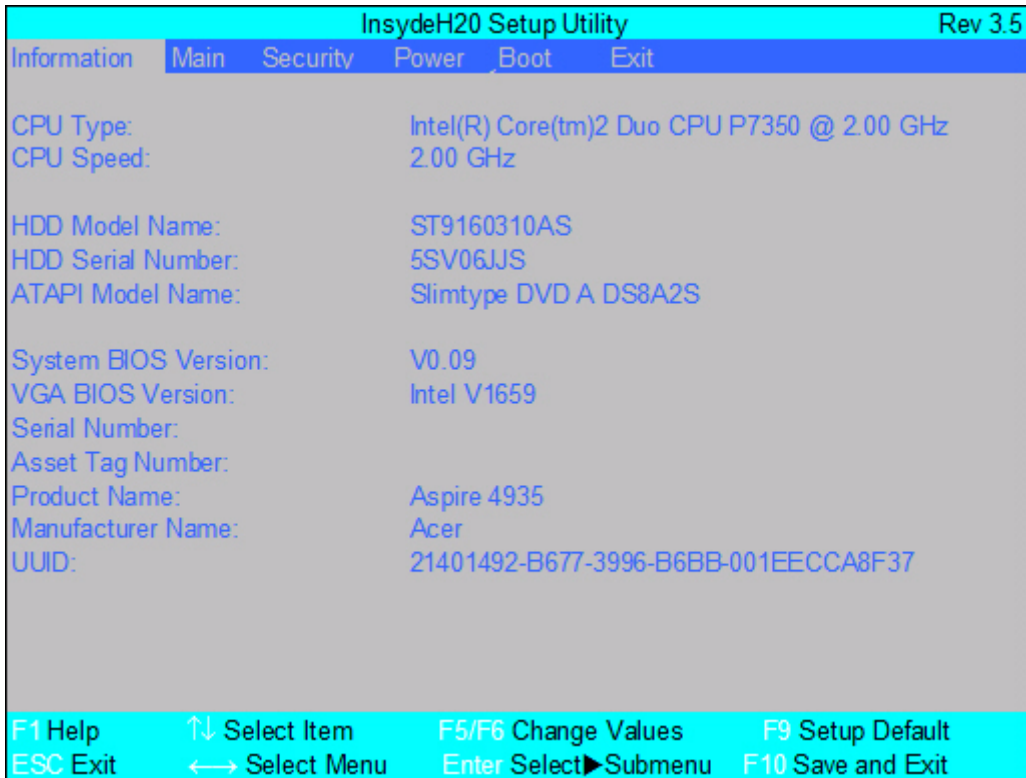 InsydeH20 Setup Utility Rev 3.5
Information Main Security Power Boot Exit
CPU Type: Intel(R) Core(tm)2 Duo CPU P7350 @ 2.00 GHz
CPU Speed: 2.00 GHz
HDD Model Name: ST9160310AS
HDD Serial Number: 5SV06JJS
ATAPI Model Name: Slimtype DVD A DS8A2S
System BIOS Version: V0.09
VGA BIOS Version: Intel V1659
Serial Number:
Asset Tag Number:
Product Name: Aspire 4935
Manufacturer Name: Acer
UUID: 21401492-B677-3996-B6BB-001EECCA8F37
F1 Help ↑↓ Select Item F5/F6 Change Values F9 Setup Default
ESC Exit ←→ Select Menu Enter Select▶Submenu F10 Save and Exit